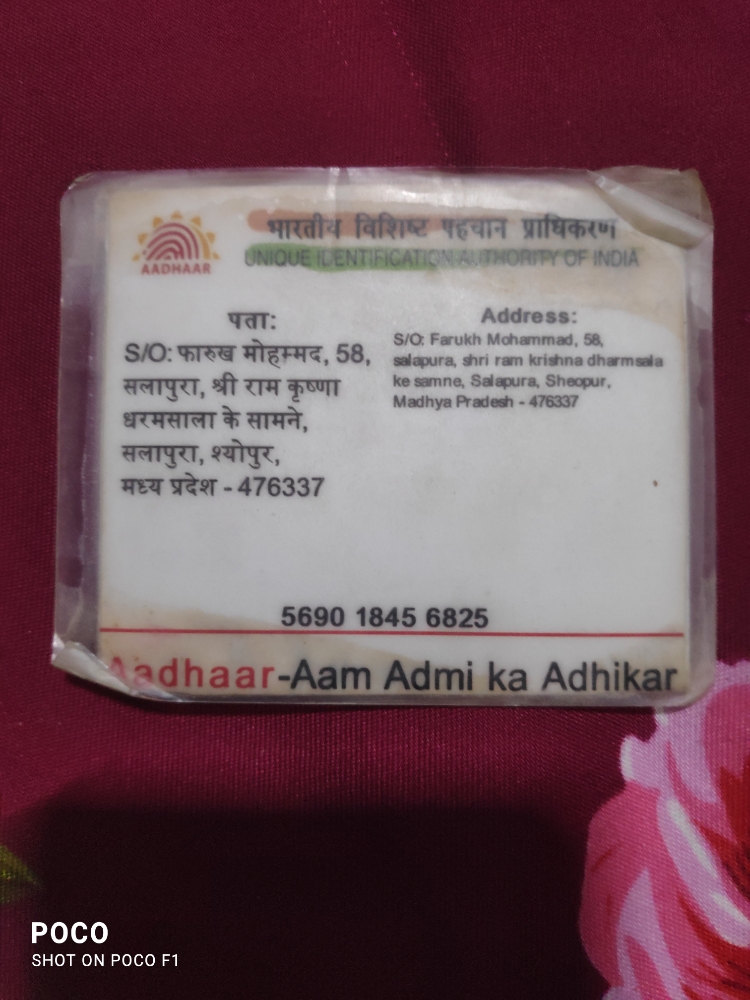 भारतीय विशिष्ट पहचान प्राधिकरण
UNIQUE IDENTIFICATION AUTHORITY OF INDIA
AADHAAR
पता:
S/O: फारुख मोहम्मद, 58,
सलापुरा, श्री राम कृष्णा
धरमसाला के सामने,
सलापुरा, श्योपुर,
मध्य प्रदेश - 476337
Address:
S/O: Farukh Mohammad, 58,
salapura, shri ram krishna dharmsala
ke samne, Salapura, Sheopur,
Madhya Pradesh - 476337
5690 1845 6825
Aadhaar-Aam Admi ka Adhikar
POCO
SHOT ON POCO F1